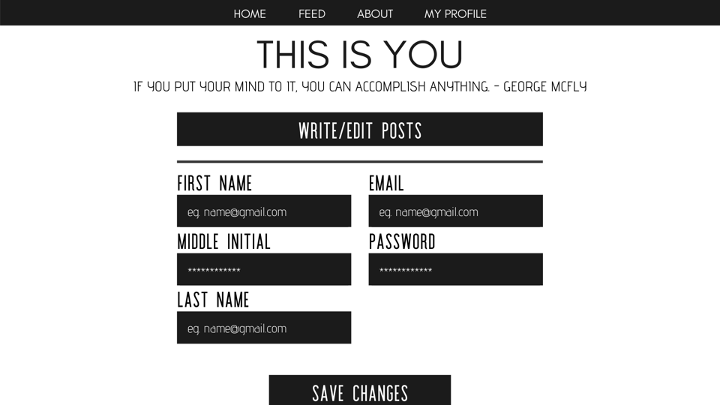 HOME FEED ABOUT MY PROFILE
THIS IS YOU
IF YOU PUT YOUR MIND TO IT, YOU CAN ACCOMPLISH ANYTHING. - GEORGE MCFLY
WRITE/EDIT POSTS
FIRST NAME
eg. name@gmail.com
MIDDLE INITIAL
************
LAST NAME
eg. name@gmail.com
EMAIL
eg. name@gmail.com
PASSWORD
************
SAVE CHANGES